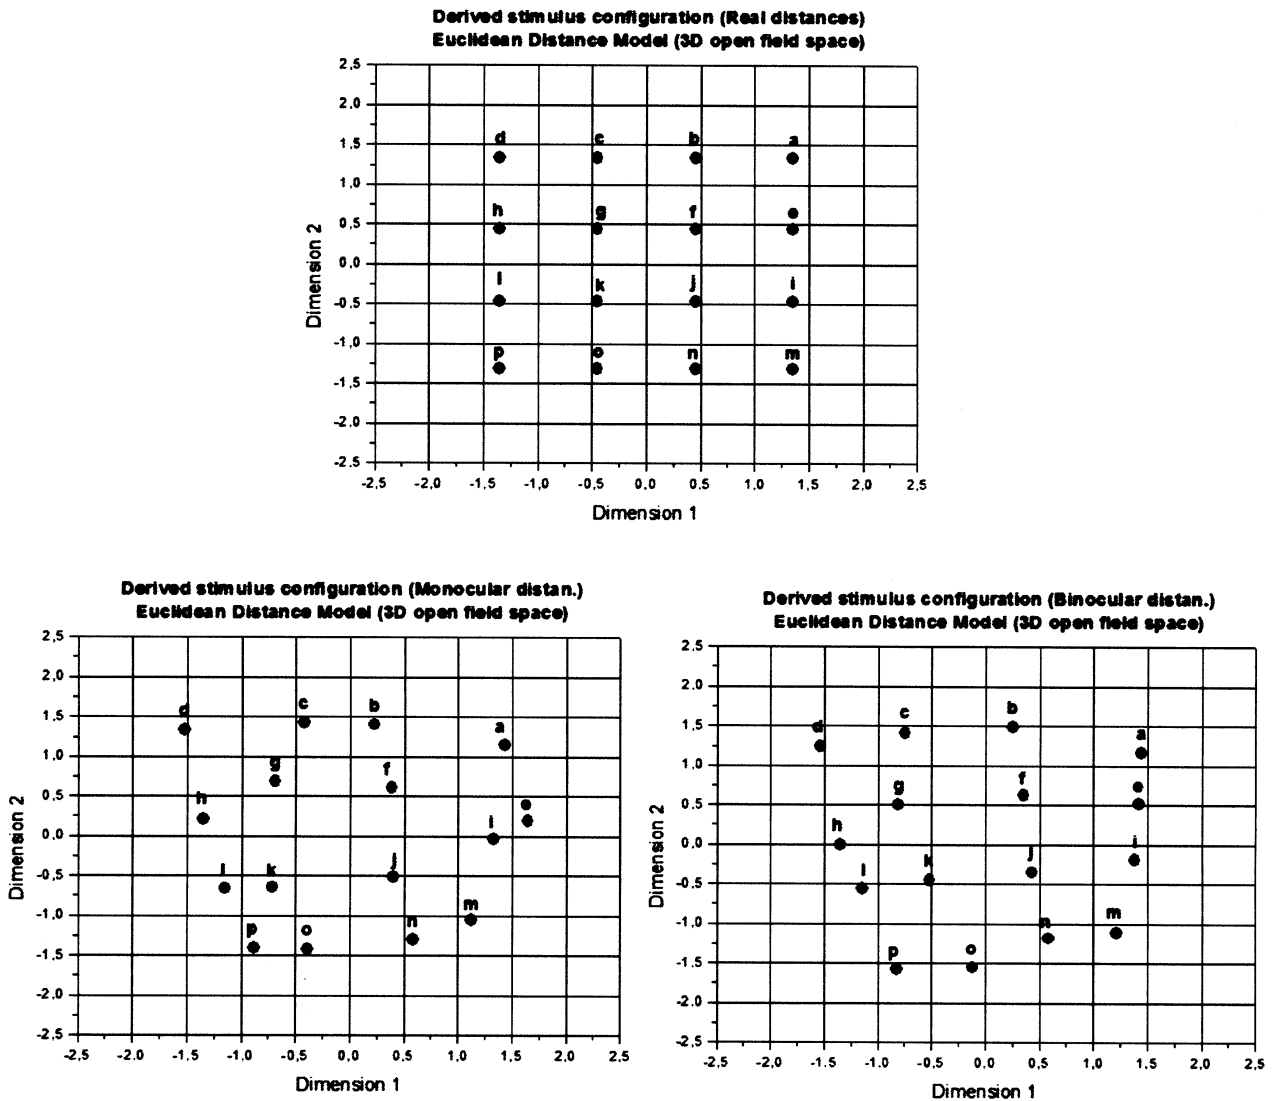 Derived stimulus configuration (Real distances)
Euclidean Distance Model (3D open field space)
2,5
2,0
d c b a
1,5
1,0
h g f e
0,5
0,0
l k j i
-0,5
-1,0
p o n m
-1,5
-2,0
-2,5
-2,5 -2,0 -1,5 -1,0 -0,5 0,0 0,5 1,0 1,5 2,0 2,5
Dimension 2
Dimension 1
Derived stimulus configuration (Monocular distan.)
Euclidean Distance Model (3D open field space)
2,5
2,0
d c b a
1,5
1,0
g f
h e
0,5
i
0,0
l k j
-0,5
m
-1,0
p o n
-1,5
-2,0
-2,5
-2,5 -2,0 -1,5 -1,0 -0,5 0,0 0,5 1,0 1,5 2,0 2,5
Dimension 2
Dimension 1
Derived stimulus configuration (Binocular distan.)
Euclidean Distance Model (3D open field space)
2,5
2,0
d c b a
1,5
1,0
g f e
0,5
h i
0,0
l k j
-0,5
n m
-1,0
p o
-1,5
-2,0
-2,5
-2,5 -2,0 -1,5 -1,0 -0,5 0,0 0,5 1,0 1,5 2,0 2,5
Dimension 2
Dimension 1